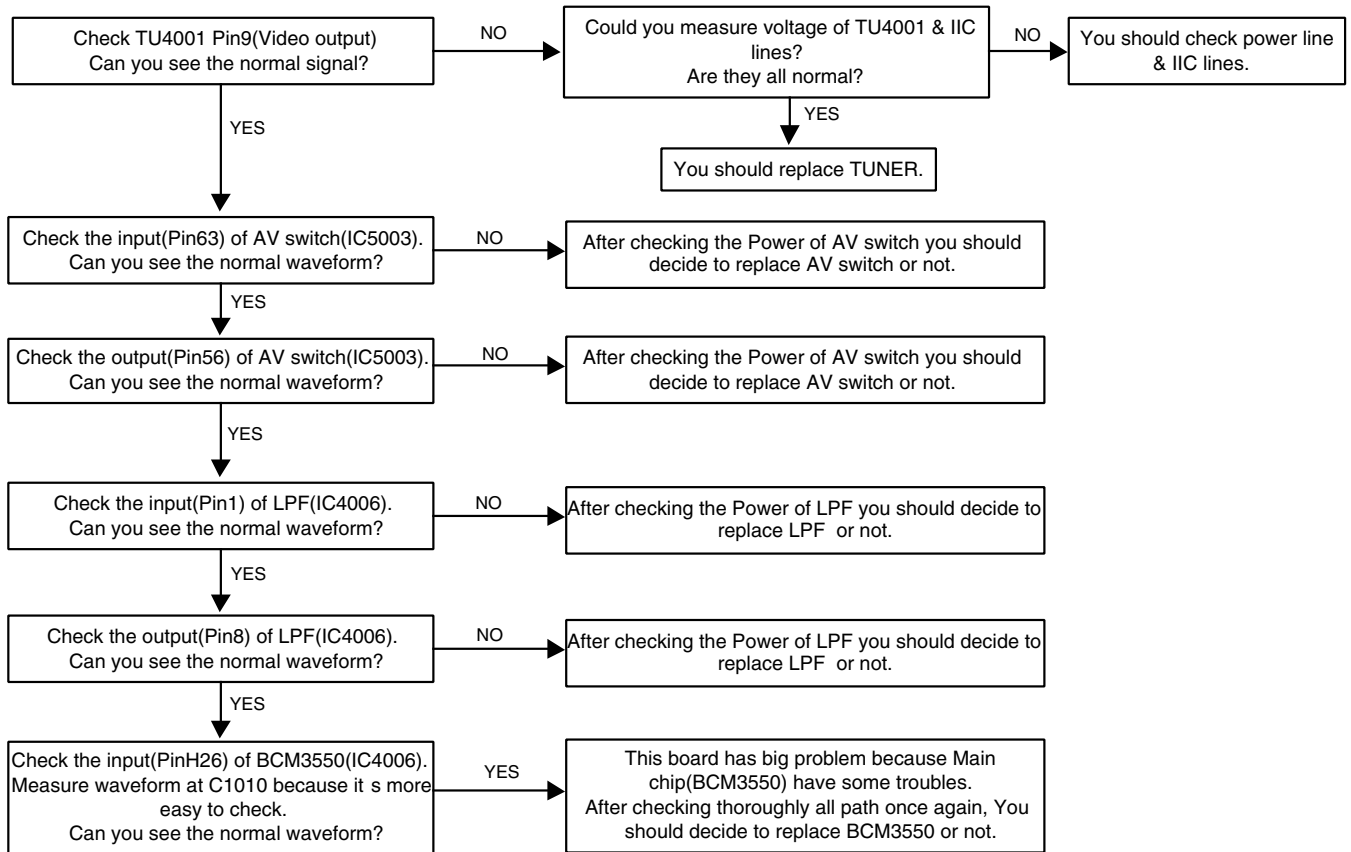 Check TU4001 Pin9(Video output)
Can you see the normal signal?
NO
Could you measure voltage of TU4001 & IIC
lines?
Are they all normal?
NO
You should check power line
& IIC lines.
YES
YES
You should replace TUNER.
Check the input(Pin63) of AV switch(IC5003).
Can you see the normal waveform?
NO
After checking the Power of AV switch you should
decide to replace AV switch or not.
YES
Check the output(Pin56) of AV switch(IC5003).
Can you see the normal waveform?
NO
After checking the Power of AV switch you should
decide to replace AV switch or not.
YES
Check the input(Pin1) of LPF(IC4006).
Can you see the normal waveform?
NO
After checking the Power of LPF you should decide to
replace LPF or not.
YES
Check the output(Pin8) of LPF(IC4006).
Can you see the normal waveform?
NO
After checking the Power of LPF you should decide to
replace LPF or not.
YES
Check the input(PinH26) of BCM3550(IC4006).
Measure waveform at C1010 because it s more
easy to check.
Can you see the normal waveform?
YES
This board has big problem because Main
chip(BCM3550) have some troubles.
After checking thoroughly all path once again, You
should decide to replace BCM3550 or not.